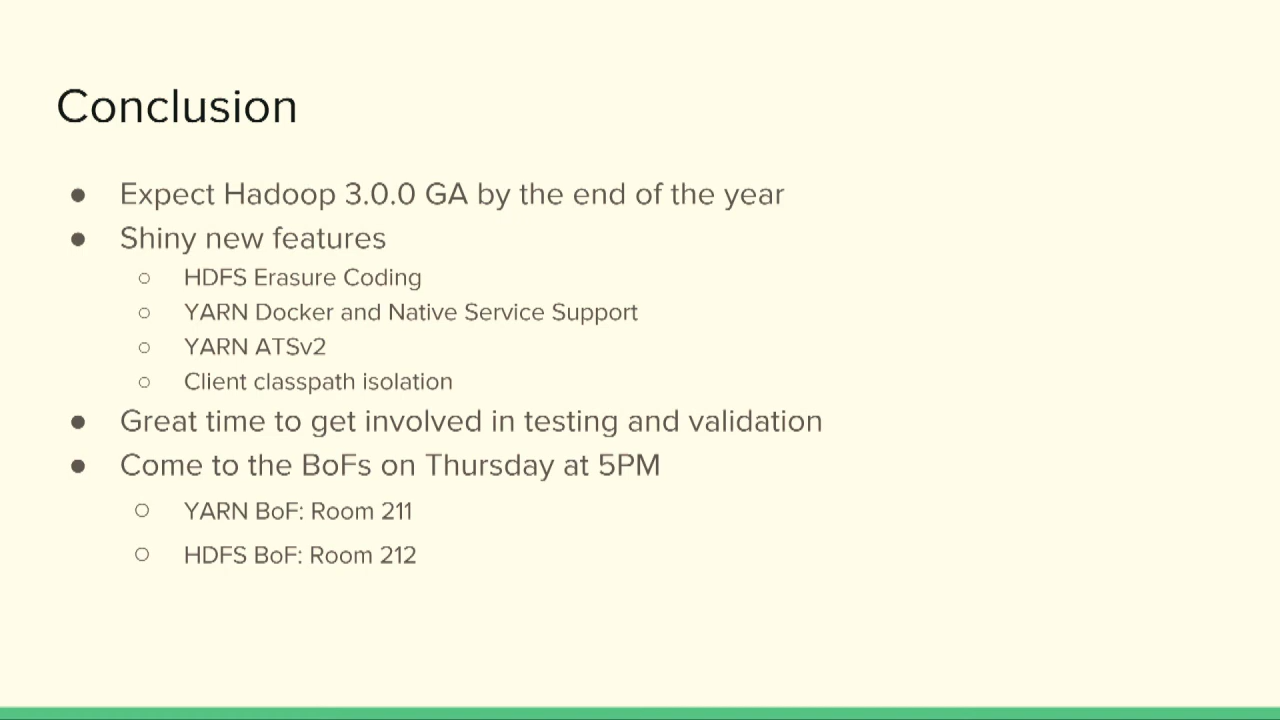 Conclusion
● Expect Hadoop 3.0.0 GA by the end of the year
● Shiny new features
○ HDFS Erasure Coding
○ YARN Docker and Native Service Support
○ YARN ATSv2
○ Client classpath isolation
● Great time to get involved in testing and validation
● Come to the BoFs on Thursday at 5PM
○ YARN BoF: Room 211
○ HDFS BoF: Room 212